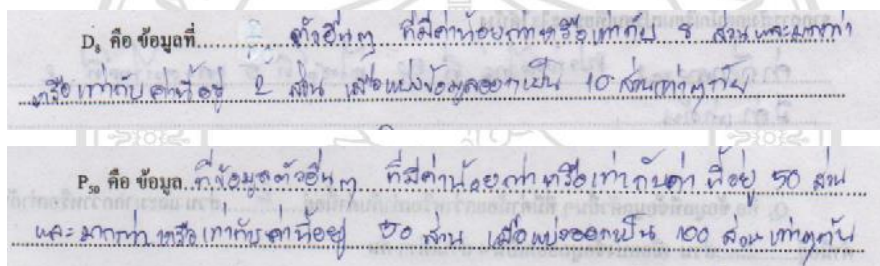 D₈ คือ ข้อมูลที่ ตัวอื่นๆ ที่มีค่าน้อยกว่าหรือเท่ากับ 8 ส่วนและมากกว่า
หรือเท่ากับค่านี้อยู่ 2 ส่วน เมื่อแบ่งข้อมูลออกเป็น 10 ส่วนเท่าๆกัน
P₅₀ คือ ข้อมูล ที่ข้อมูลตัวอื่นๆ ที่มีค่าน้อยกว่าหรือเท่ากับค่านี้อยู่ 50 ส่วน
และมากกว่าหรือเท่ากับค่านี้อยู่ 50 ส่วน เมื่อแบ่งออกเป็น 100 ส่วนเท่าๆกัน